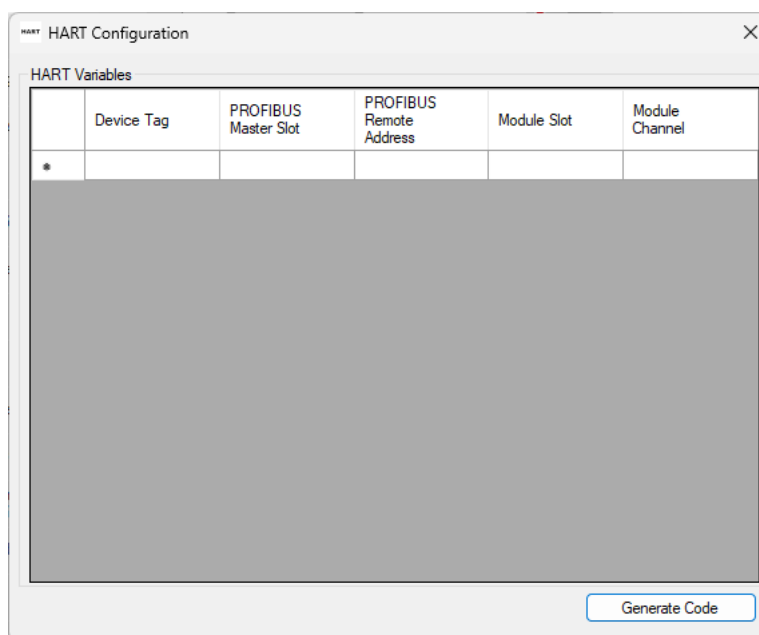 HART HART Configuration
HART Variables
Device Tag
PROFIBUS
Master Slot
PROFIBUS
Remote
Address
Module Slot
Module
Channel
*
Generate Code